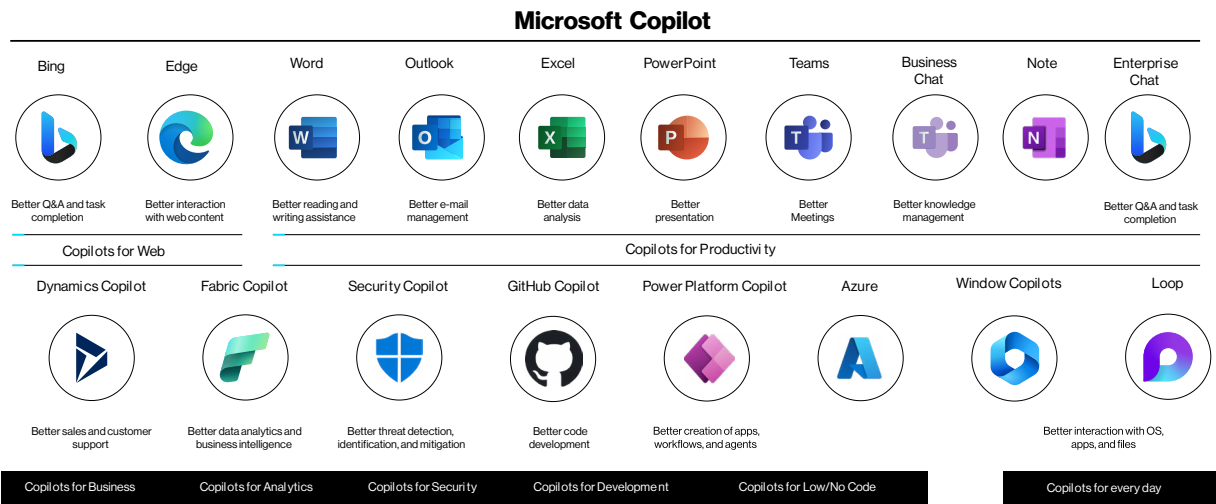 Microsoft Copilot
Bing
Edge
Word
Outlook
Excel
PowerPoint
Teams
Business
Chat
Note
Enterprise
Chat
W
O
X
P
T
T
N
Better Q&A and task
completion
Better interaction
with web content
Better reading and
writing assistance
Better e-mail
management
Better data
analysis
Better
presentation
Better
Meetings
Better knowledge
management
Better Q&A and task
completion
Copilots for Web
Copilots for Productivity
Dynamics Copilot
Fabric Copilot
Security Copilot
GitHub Copilot
Power Platform Copilot
Azure
Window Copilots
Loop
Better sales and customer
support
Better data analytics and
business intelligence
Better threat detection,
identification, and mitigation
Better code
development
Better creation of apps,
workflows, and agents
Better interaction with OS,
apps, and files
Copilots for Business
Copilots for Analytics
Copilots for Security
Copilots for Development
Copilots for Low/No Code
Copilots for every day